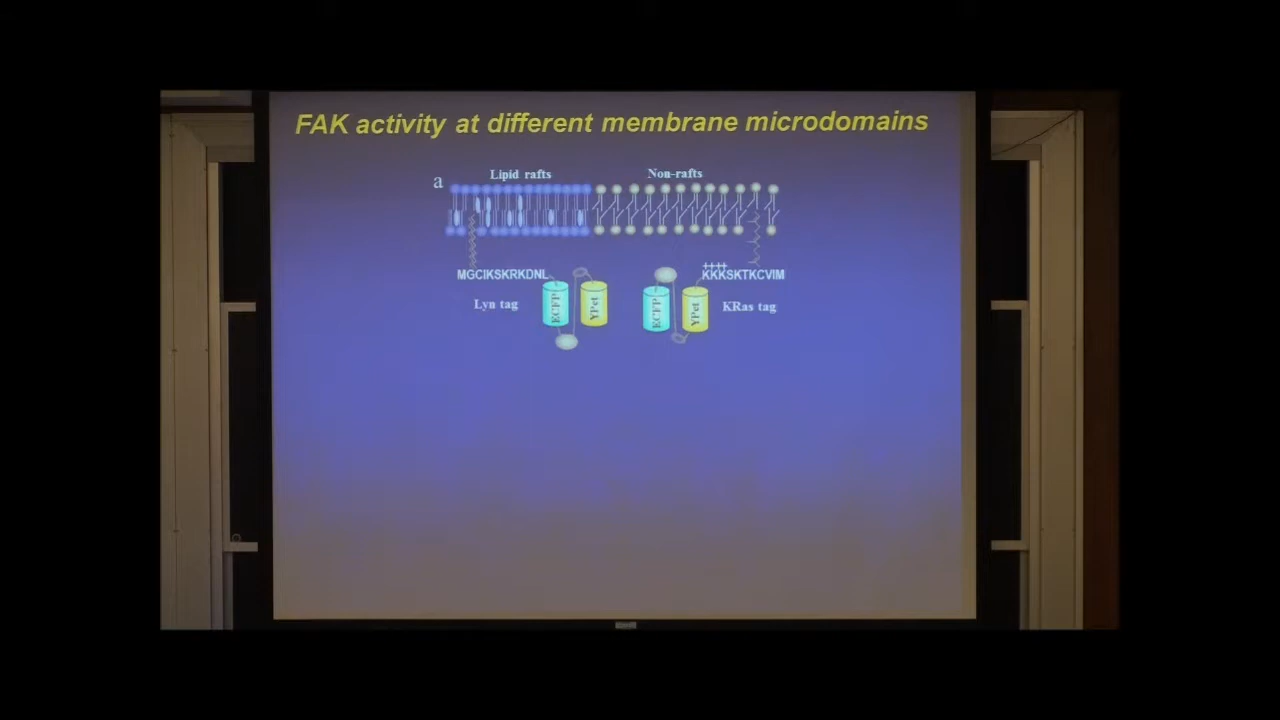 FAK activity at different membrane microdomains
a
Lipid rafts
Non-rafts
MGCIKSKRKDNL
++++
KKKSKTKCVIM
Lyn tag
ECFP
YPet
ECFP
YPet
KRas tag